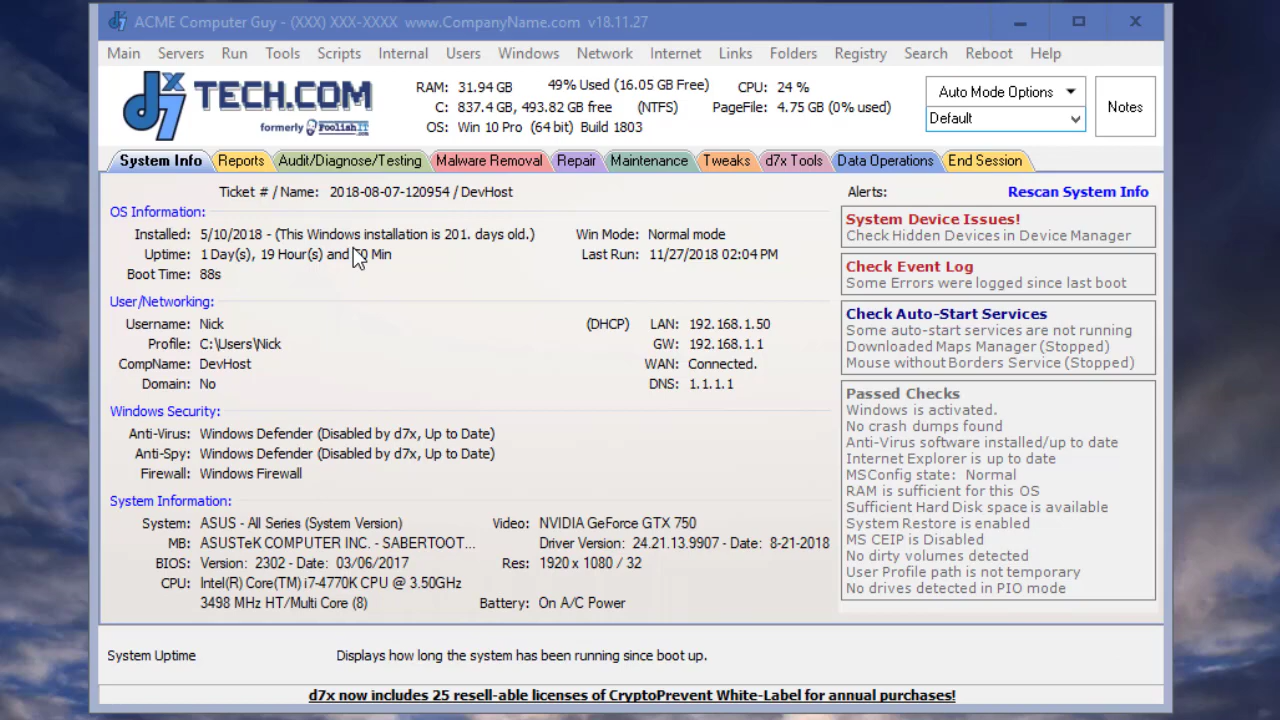 ACME Computer Guy - (XXX) XXX-XXXX www.CompanyName.com v18.11.27
Main Servers Run Tools Scripts Internal Users Windows Network Internet Links Folders Registry Search Reboot Help
d7x TECH.COM
formerly FoolishIT.com
RAM: 31.94 GB 49% Used (16.05 GB Free) CPU: 24 %
C: 837.4 GB, 493.82 GB free (NTFS) PageFile: 4.75 GB (0% used)
OS: Win 10 Pro (64 bit) Build 1803
Auto Mode Options
Default
Notes
System Info Reports Audit/Diagnose/Testing Malware Removal Repair Maintenance Tweaks d7x Tools Data Operations End Session
Ticket # / Name: 2018-08-07-120954 / DevHost
OS Information:
Installed: 5/10/2018 - (This Windows installation is 201. days old.) Win Mode: Normal mode
Uptime: 1 Day(s), 19 Hour(s) and Min Last Run: 11/27/2018 02:04 PM
Boot Time: 88s
User/Networking:
Username: Nick (DHCP) LAN: 192.168.1.50
Profile: C:\Users\Nick GW: 192.168.1.1
CompName: DevHost WAN: Connected.
Domain: No DNS: 1.1.1.1
Windows Security:
Anti-Virus: Windows Defender (Disabled by d7x, Up to Date)
Anti-Spy: Windows Defender (Disabled by d7x, Up to Date)
Firewall: Windows Firewall
System Information:
System: ASUS - All Series (System Version) Video: NVIDIA GeForce GTX 750
MB: ASUSTeK COMPUTER INC. - SABERTOOT... Driver Version: 24.21.13.9907 - Date: 8-21-2018
BIOS: Version: 2302 - Date: 03/06/2017 Res: 1920 x 1080 / 32
CPU: Intel(R) Core(TM) i7-4770K CPU @ 3.50GHz
3498 MHz HT/Multi Core (8) Battery: On A/C Power
Alerts: Rescan System Info
System Device Issues!
Check Hidden Devices in Device Manager
Check Event Log
Some Errors were logged since last boot
Check Auto-Start Services
Some auto-start services are not running
Downloaded Maps Manager (Stopped)
Mouse without Borders Service (Stopped)
Passed Checks
Windows is activated.
No crash dumps found
Anti-Virus software installed/up to date
Internet Explorer is up to date
MSConfig state: Normal
RAM is sufficient for this OS
Sufficient Hard Disk space is available
System Restore is enabled
MS CEIP is Disabled
No dirty volumes detected
User Profile path is not temporary
No drives detected in PIO mode
System Uptime Displays how long the system has been running since boot up.
d7x now includes 25 resell-able licenses of CryptoPrevent White-Label for annual purchases!